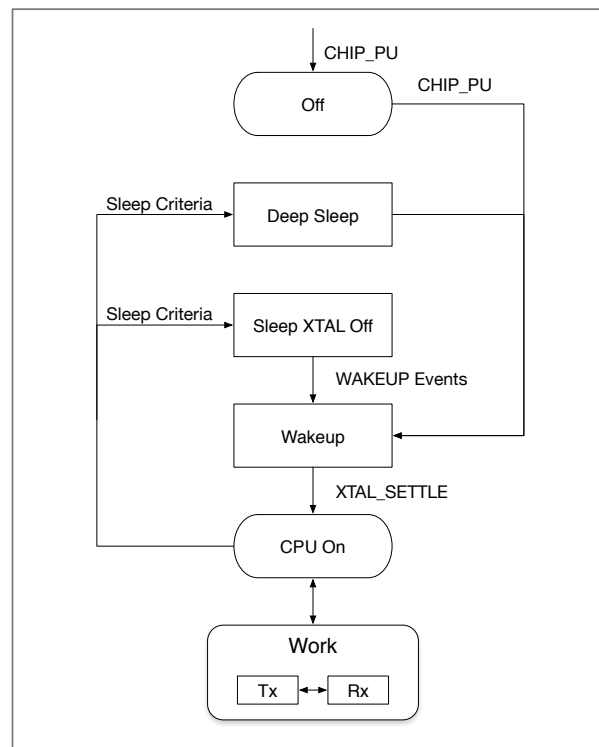 CHIP_PU
Off
CHIP_PU
Sleep Criteria
Deep Sleep
Sleep Criteria
Sleep XTAL Off
WAKEUP Events
Wakeup
XTAL_SETTLE
CPU On
Work
Tx
Rx